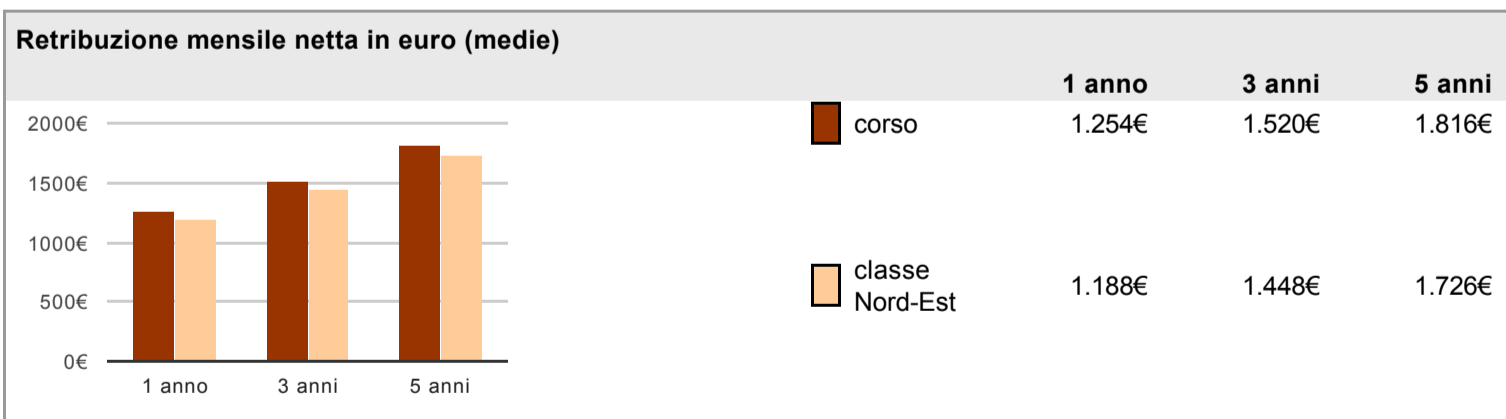 Retribuzione mensile netta in euro (medie)
1 anno 3 anni 5 anni
2000€
1500€
1000€
500€
0€
1 anno 3 anni 5 anni
corso 1.254€ 1.520€ 1.816€
classe
Nord-Est 1.188€ 1.448€ 1.726€